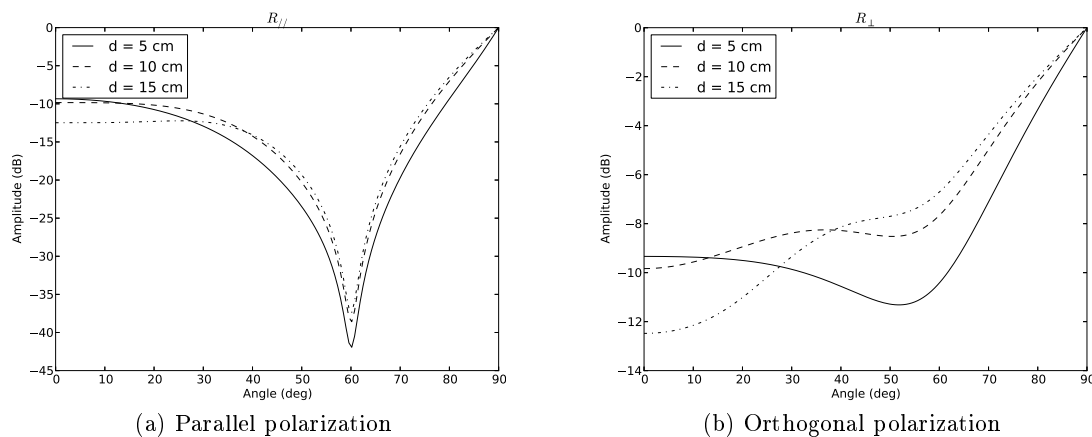 R//
0
−5
−10
−15
−20
−25
−30
−35
−40
−45
Amplitude (dB)
d = 5 cm
d = 10 cm
d = 15 cm
0 10 20 30 40 50 60 70 80 90
Angle (deg)
(a) Parallel polarization
R⊥
0
−2
−4
−6
−8
−10
−12
−14
Amplitude (dB)
d = 5 cm
d = 10 cm
d = 15 cm
0 10 20 30 40 50 60 70 80 90
Angle (deg)
(b) Orthogonal polarization